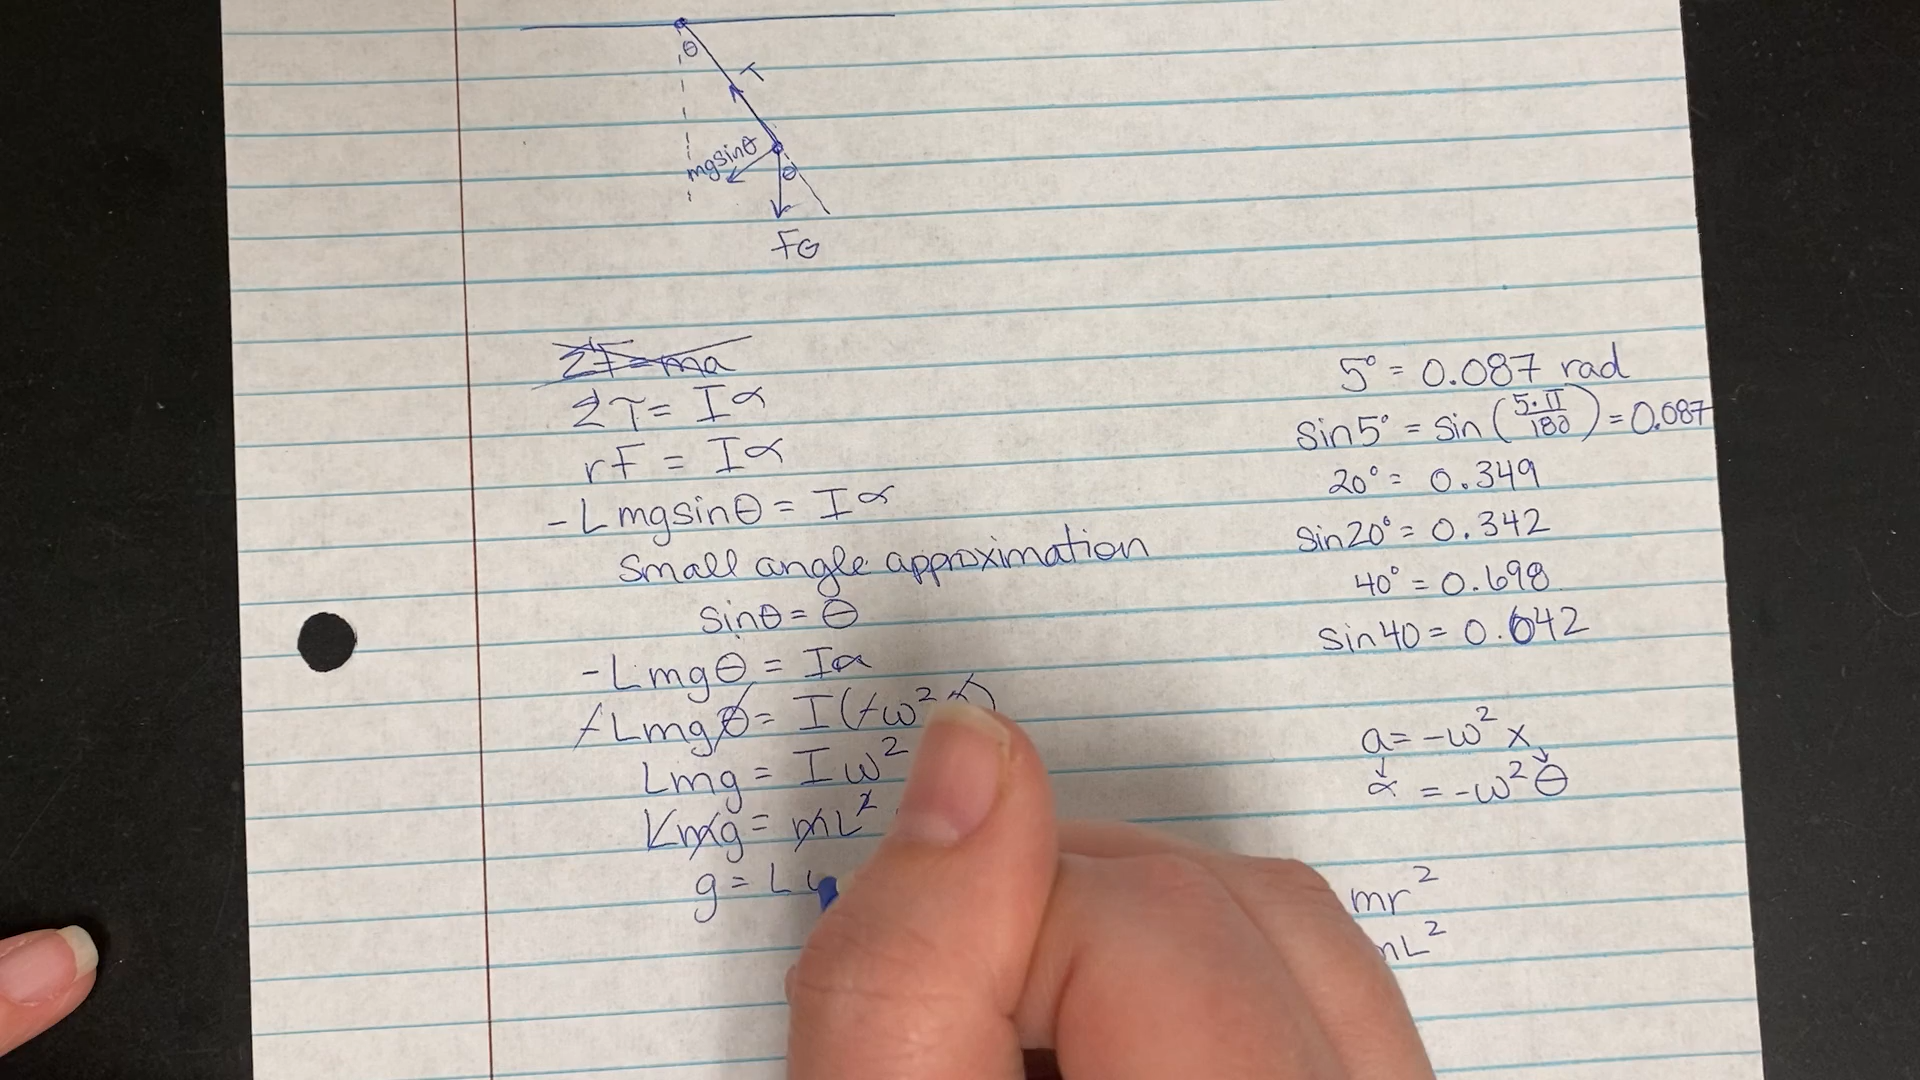 θ
T
mgsinθ
θ
FG
ΣF=ma
Στ = Iα
rF = Iα
-Lmgsinθ = Iα
Small angle approximation
sinθ = θ
-Lmgθ = Iα
-Lmgθ = I(-ω²
Lmg = Iω²
Lmg = mL²
g = L
5° = 0.087 rad
sin5° = sin (5·π/180) = 0.087
20° = 0.349
sin20° = 0.342
40° = 0.698
sin40 = 0.642
a = -ω² x
α = -ω² θ
mr²
mL²